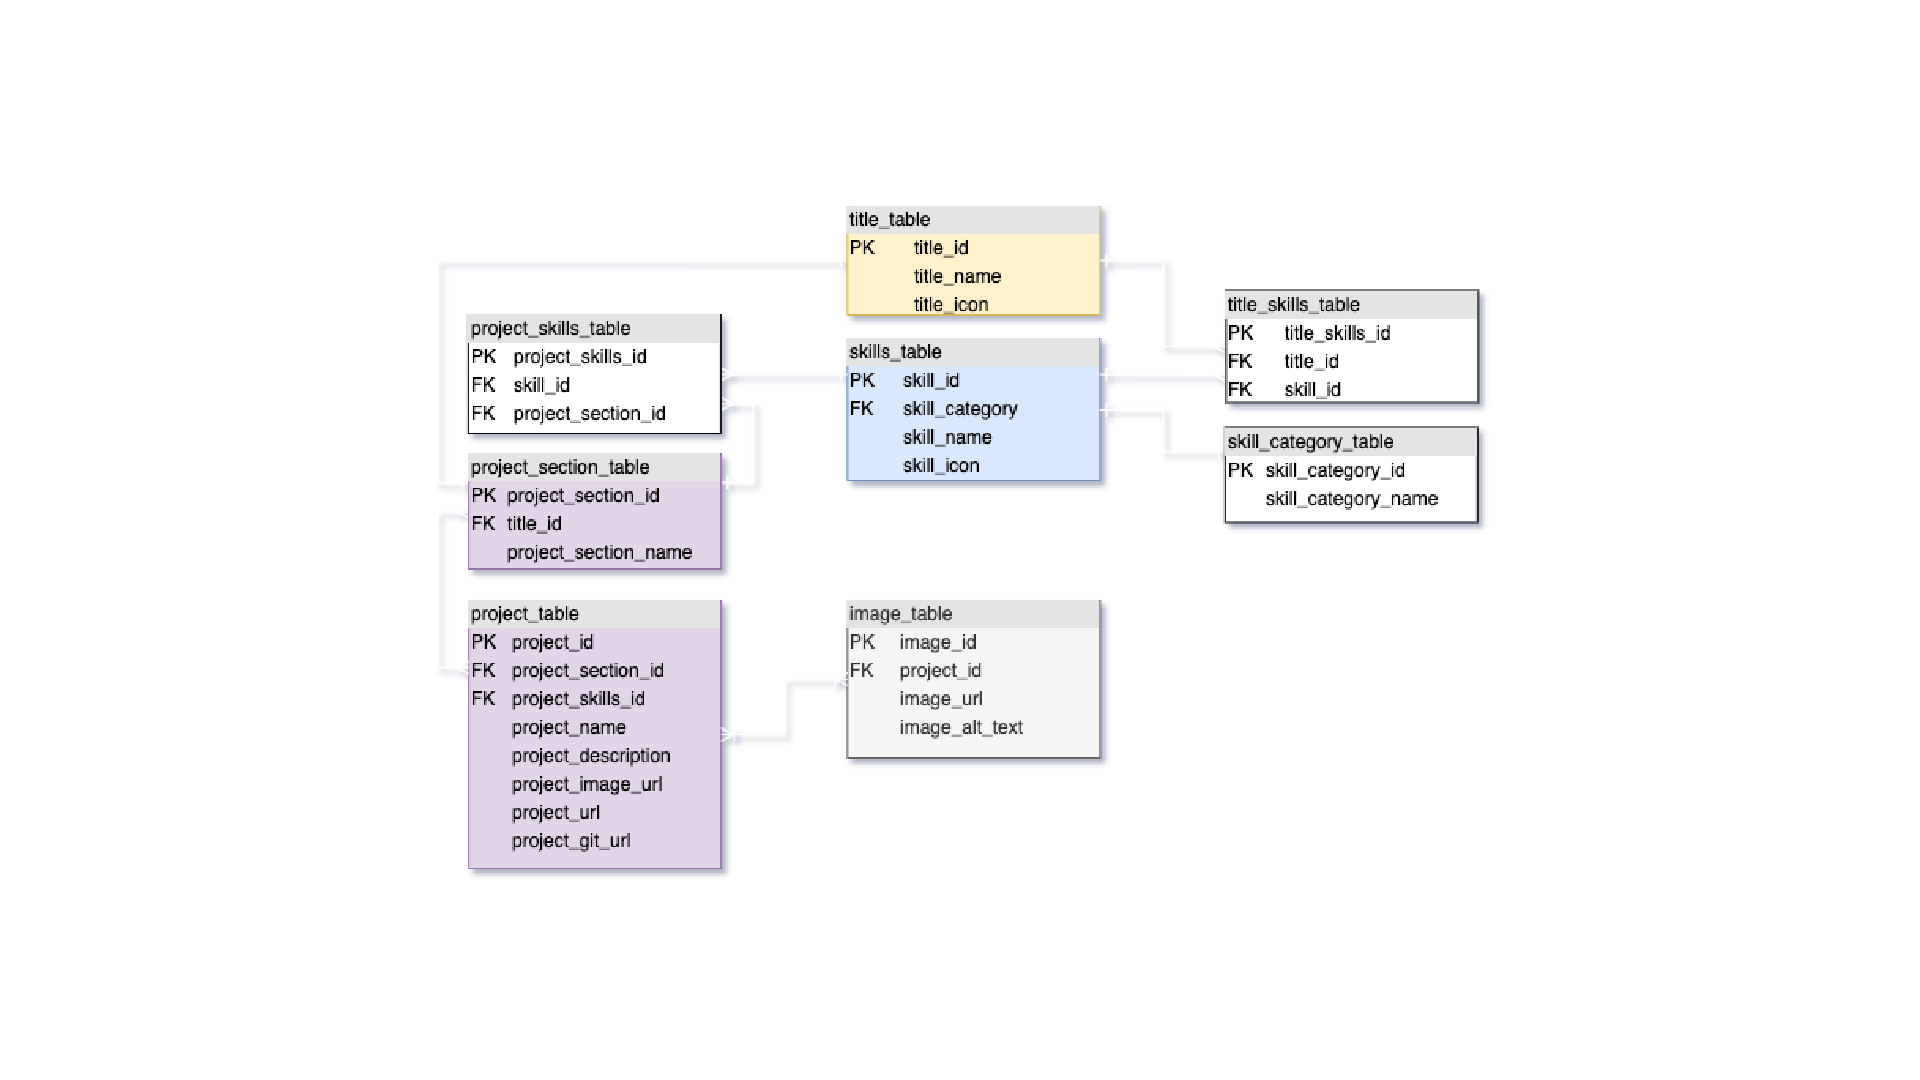 title_table
PK title_id
title_name
title_icon
project_skills_table
PK project_skills_id
FK skill_id
FK project_section_id
skills_table
PK skill_id
FK skill_category
skill_name
skill_icon
title_skills_table
PK title_skills_id
FK title_id
FK skill_id
skill_category_table
PK skill_category_id
skill_category_name
project_section_table
PK project_section_id
FK title_id
project_section_name
project_table
PK project_id
FK project_section_id
FK project_skills_id
project_name
project_description
project_image_url
project_url
project_git_url
image_table
PK image_id
FK project_id
image_url
image_alt_text